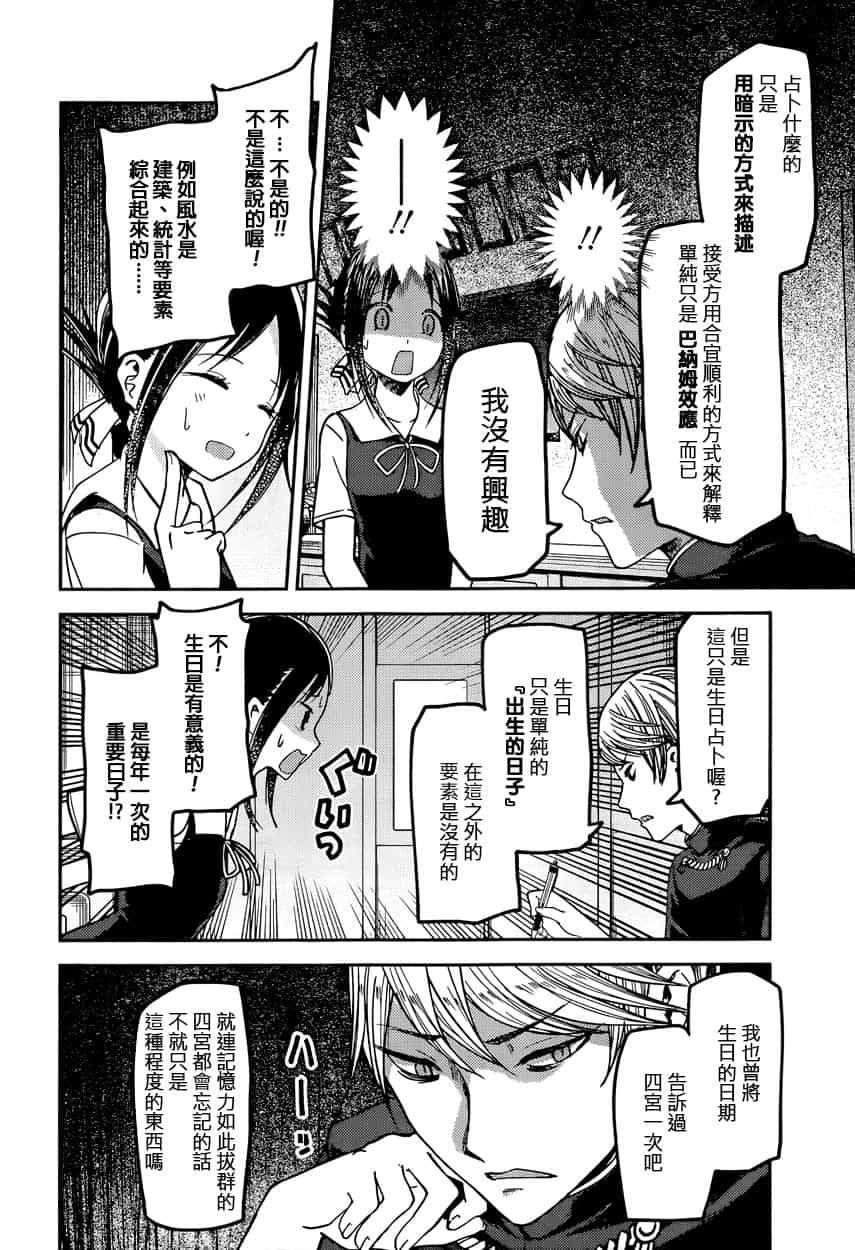 占卜什麼的
只是
用暗示的方式來描述
接受方用合宜順利的方式來解釋
單純只是 巴納姆效應 而已
!!
我沒有興趣
——!!
不…不是的!!
不是這麼說的喔!
例如風水是
建築、統計等要素
綜合起來的……
但是
這只是生日占卜喔?
生日
只是單純的
『出生的日子』
在這之外的
要素是沒有的
ぐいっ
不!
生日是有意義的!
是每年一次的
重要日子!?
我也曾將
生日的日期
告訴過
四宮一次吧
ハーッ
就連記憶力如此拔群的
四宮都會忘記的話
不就只是
這種程度的東西嗎